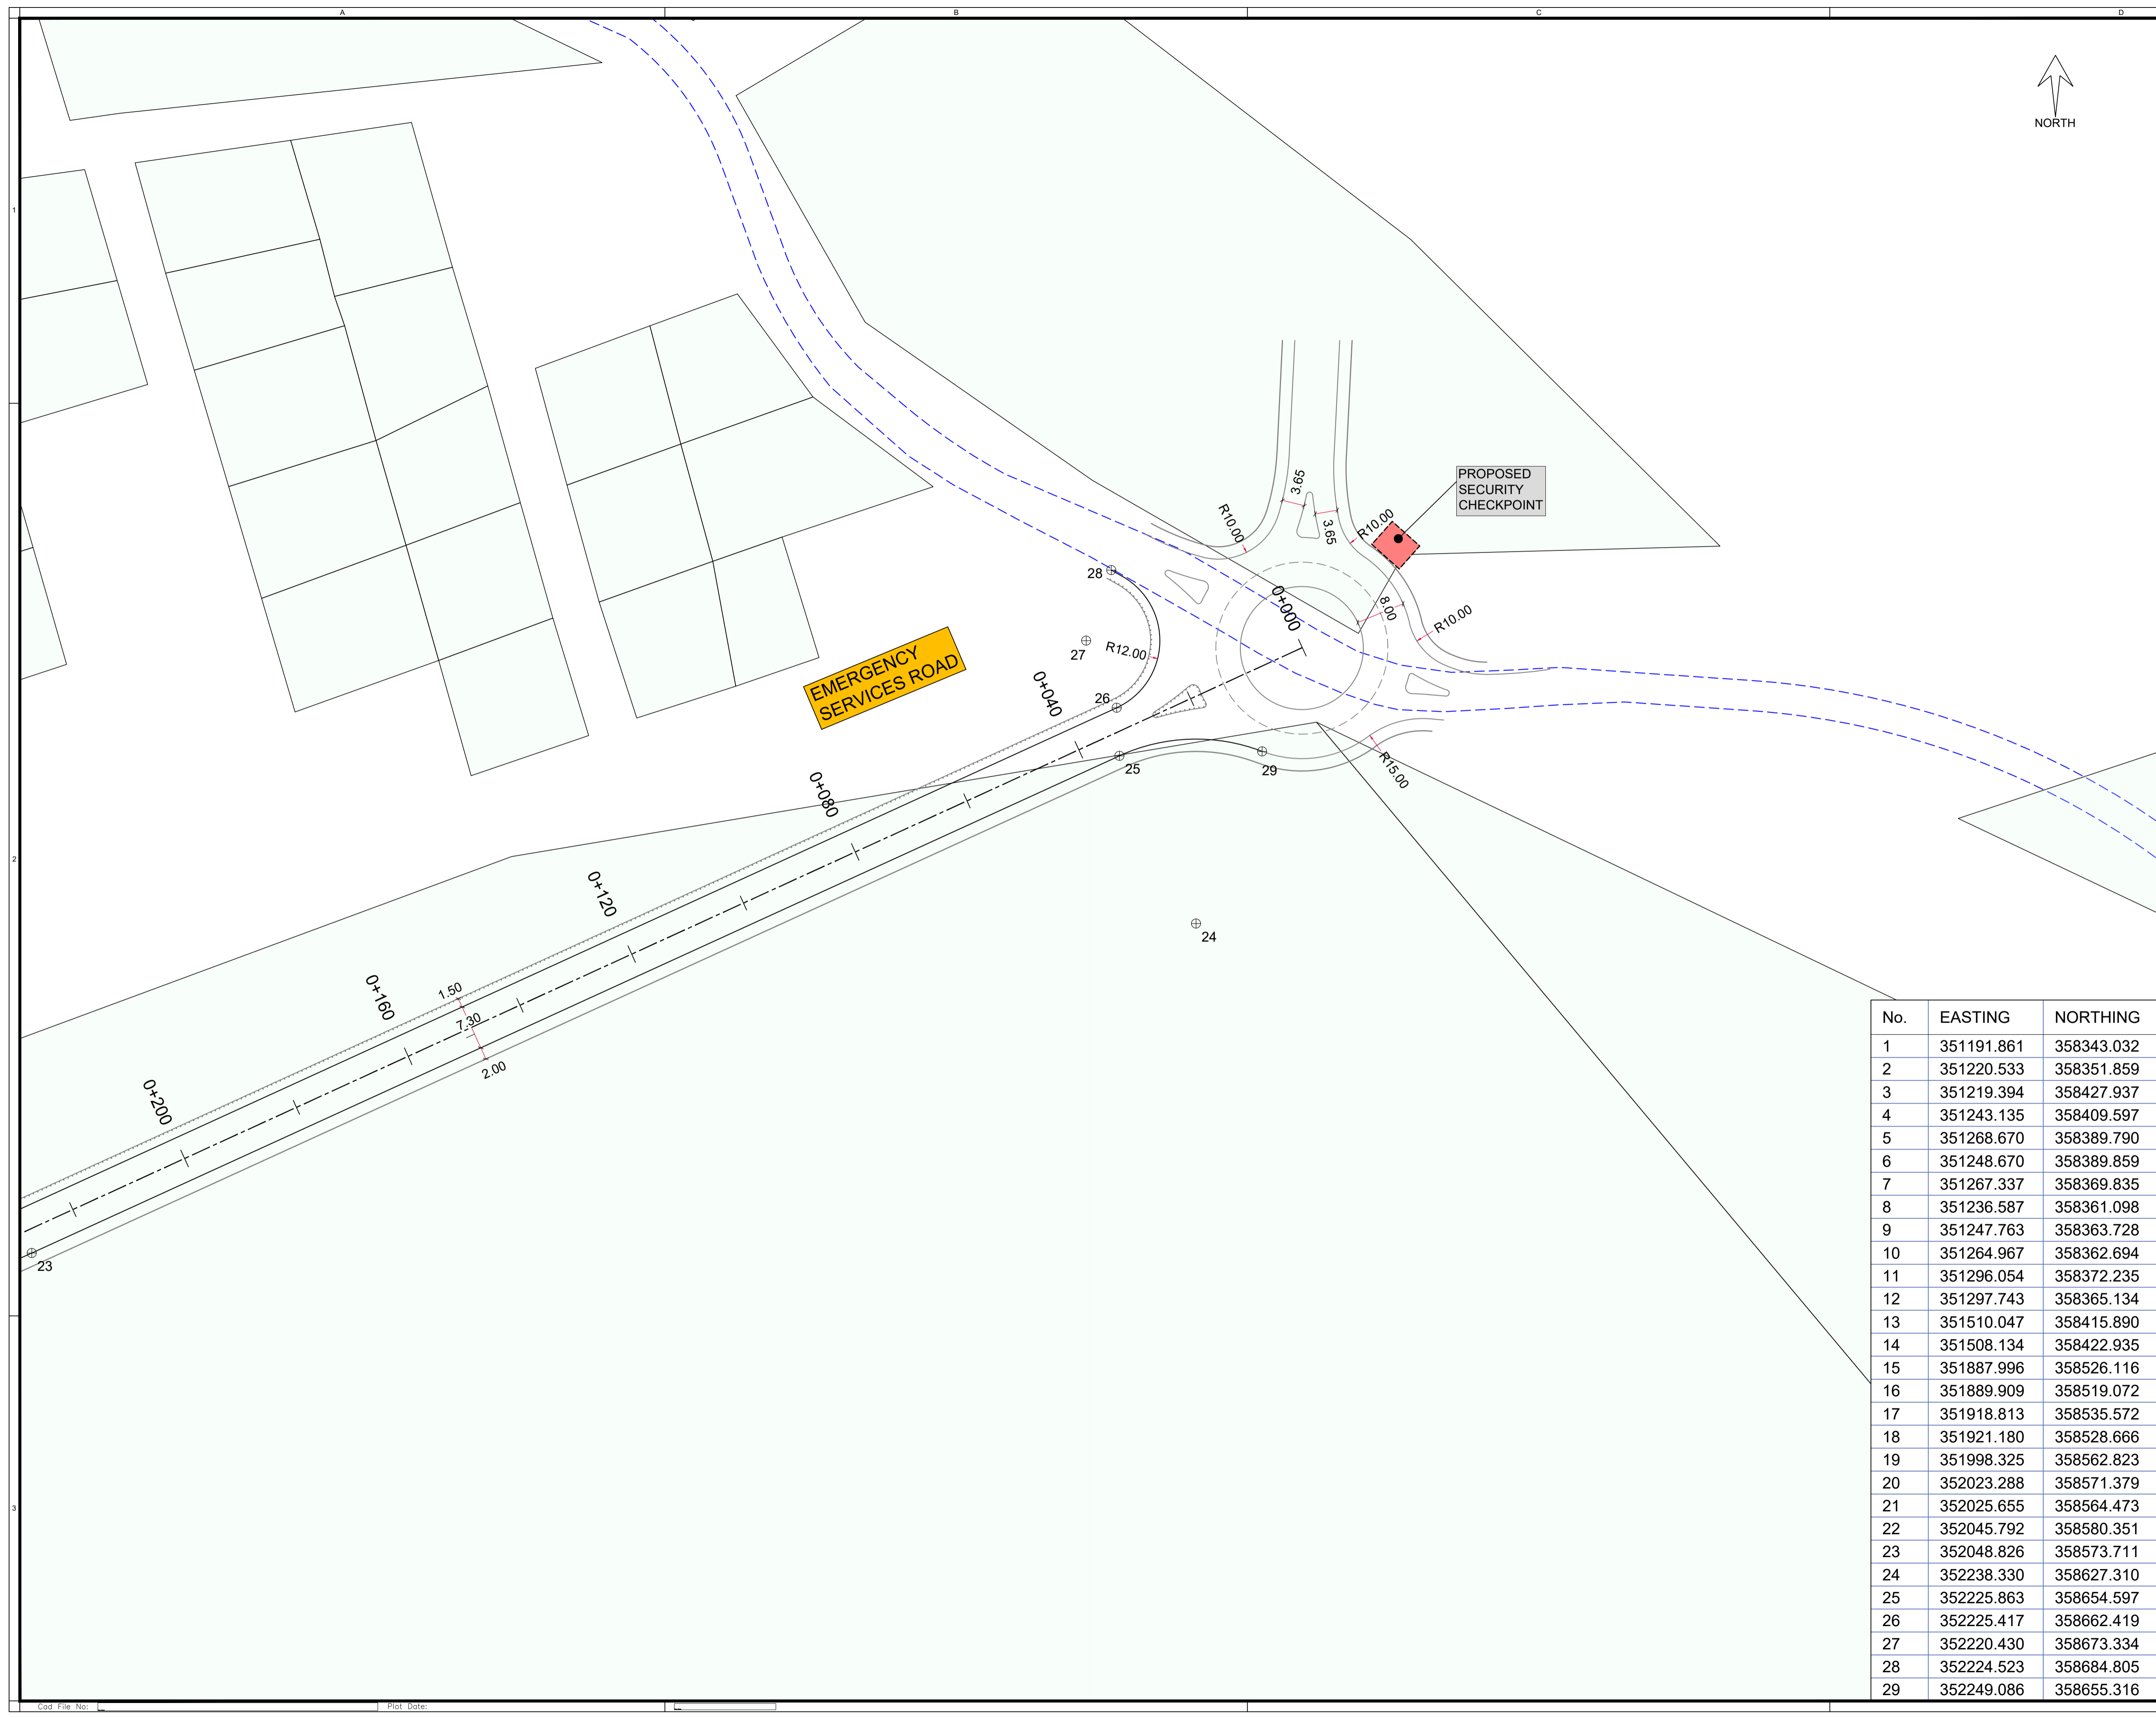 A
B
C
D
NORTH
1
PROPOSED
SECURITY
CHECKPOINT
3.65
R10.00
3.65
R10.00
28
0+000
8.00
R10.00
27
R12.00
EMERGENCY
SERVICES ROAD
0+040
26
25
29
R15.00
0+080
2
0+120
24
0+160
1.50
7.30
2.00
0+200
23
No. EASTING NORTHING
1 351191.861 358343.032
2 351220.533 358351.859
3 351219.394 358427.937
4 351243.135 358409.597
5 351268.670 358389.790
6 351248.670 358389.859
7 351267.337 358369.835
8 351236.587 358361.098
9 351247.763 358363.728
10 351264.967 358362.694
11 351296.054 358372.235
12 351297.743 358365.134
13 351510.047 358415.890
14 351508.134 358422.935
15 351887.996 358526.116
16 351889.909 358519.072
17 351918.813 358535.572
18 351921.180 358528.666
19 351998.325 358562.823
20 352023.288 358571.379
21 352025.655 358564.473
22 352045.792 358580.351
23 352048.826 358573.711
24 352238.330 358627.310
25 352225.863 358654.597
26 352225.417 358662.419
27 352220.430 358673.334
28 352224.523 358684.805
29 352249.086 358655.316
3
Cad File No:
Plot Date: